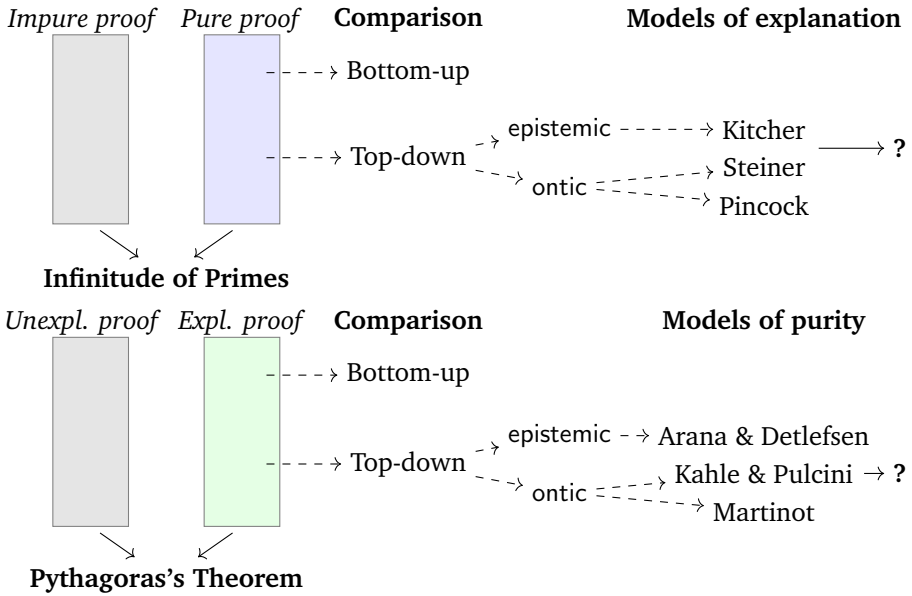 Impure proof Pure proof Comparison Models of explanation
Bottom-up
epistemic Kitcher
Top-down ?
ontic Steiner
Pincock
Infinitude of Primes
Unexpl. proof Expl. proof Comparison Models of purity
Bottom-up
epistemic Arana & Detlefsen
Top-down Kahle & Pulcini ?
ontic Martinot
Pythagoras's Theorem